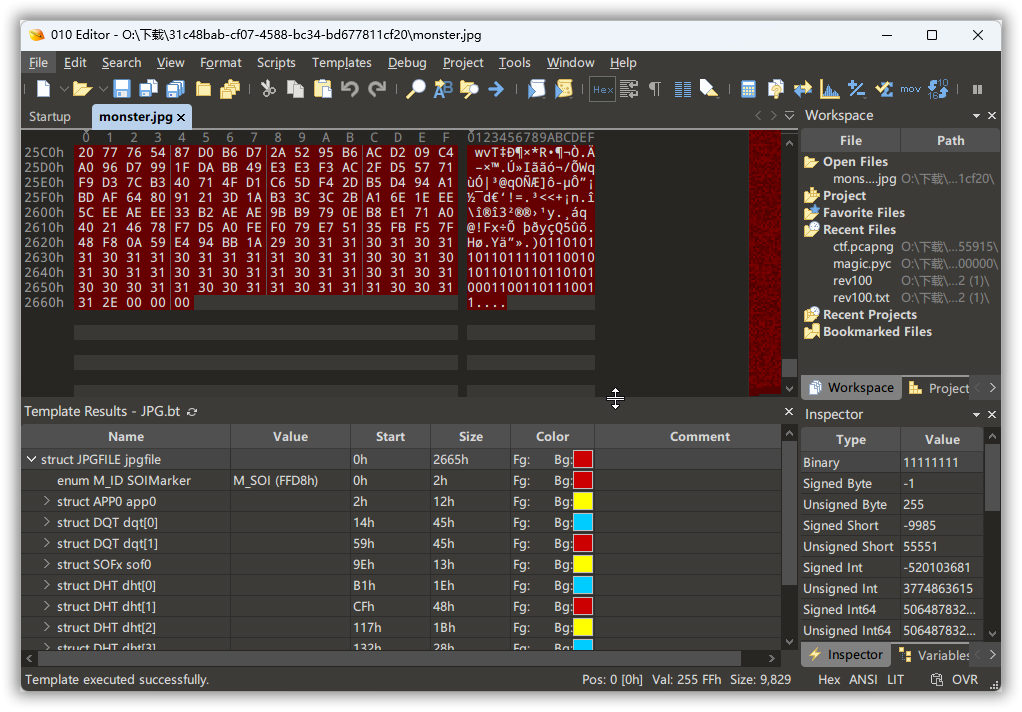 010 Editor - O:\下载\31c48bab-cf07-4588-bc34-bd677811cf20\monster.jpg
File Edit Search View Format Scripts Templates Debug Project Tools Window Help
Hex mov
Startup monster.jpg
0 1 2 3 4 5 6 7 8 9 A B C D E F 0123456789ABCDEF
25C0h 20 77 76 54 87 D0 B6 D7 2A 52 95 B6 AC D2 09 C4 wvT‡Ð¶×*R•¶¬Ò.Ä
25D0h A0 96 D7 99 1F DA BB 49 E3 E3 F3 AC 2F D5 57 71 –×™.Ú»Iããó¬/ÕWq
25E0h F9 D3 7C B3 40 71 4F D1 C6 5D F4 2D B5 D4 94 A1 ùÓ|³@qOÑÆ]ô-µÔ”¡
25F0h BD AF 64 80 91 21 3D 1A B3 3C 3C 2B A1 6E 1E EE ½¯d€‘!=.³<<+¡n.î
2600h 5C EE AE EE 33 B2 AE AE 9B B9 79 0E B8 E1 71 A0 \î®î3²®®›¹y.¸áq
2610h 40 21 46 78 F7 D5 A0 FE F0 79 E7 51 35 FB F5 7F @!Fx÷Õ þðyçQ5ûõ.
2620h 48 F8 0A 59 E4 94 BB 1A 29 30 31 31 30 31 30 31 Hø.Yä”».)0110101
2630h 31 30 31 31 30 31 31 31 30 31 31 30 30 31 30 101101110110010
2640h 31 30 31 31 30 31 30 31 31 30 30 31 31 30 31 30 1011010110011010
2650h 30 30 30 31 31 30 30 31 31 30 31 31 31 30 30 31 0001100110111001
2660h 31 2E 00 00 00 1....
Template Results - JPG.bt
Name Value Start Size Color Comment
struct JPGFILE jpgfile 0h 2665h Fg: Bg:
enum M_ID SOIMarker M_SOI (FFD8h) 0h 2h Fg: Bg:
struct APP0 app0 2h 12h Fg: Bg:
struct DQT dqt[0] 14h 45h Fg: Bg:
struct DQT dqt[1] 59h 45h Fg: Bg:
struct SOFx sof0 9Eh 13h Fg: Bg:
struct DHT dht[0] B1h 1Eh Fg: Bg:
struct DHT dht[1] CFh 48h Fg: Bg:
struct DHT dht[2] 117h 1Bh Fg: Bg:
struct DHT dht[3] 132h 28h Fg: Bg:
Workspace
File Path
Open Files
mons....jpg O:\下载\...1cf20\
Project
Favorite Files
Recent Files
ctf.pcapng O:\下载\...55915\
magic.pyc O:\下载\...00000\
rev100 O:\下载\...2 (1)\
rev100.txt O:\下载\...2 (1)\
Recent Projects
Bookmarked Files
Workspace Project
Inspector
Type Value
Binary 11111111
Signed Byte -1
Unsigned Byte 255
Signed Short -9985
Unsigned Short 55551
Signed Int -520103681
Unsigned Int 3774863615
Signed Int64 506487832...
Unsigned Int64 506487832...
Inspector Variables
Template executed successfully. Pos: 0 [0h] Val: 255 FFh Size: 9,829 Hex ANSI LIT OVR